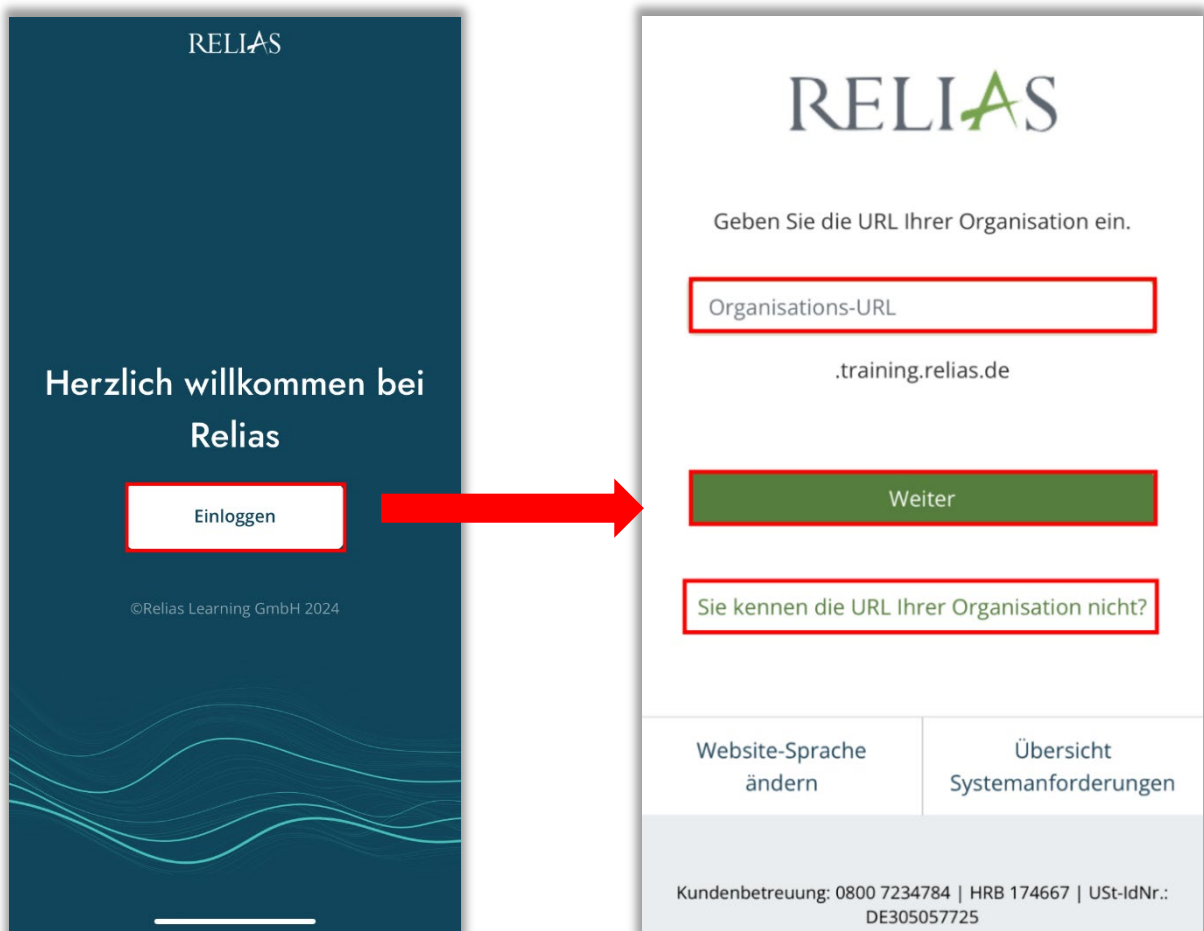 RELIAS
Herzlich willkommen bei
Relias
Einloggen
©Relias Learning GmbH 2024
RELIAS
Geben Sie die URL Ihrer Organisation ein.
Organisations-URL
.training.relias.de
Weiter
Sie kennen die URL Ihrer Organisation nicht?
Website-Sprache
ändern
Übersicht
Systemanforderungen
Kundenbetreuung: 0800 7234784 | HRB 174667 | USt-IdNr.:
DE305057725